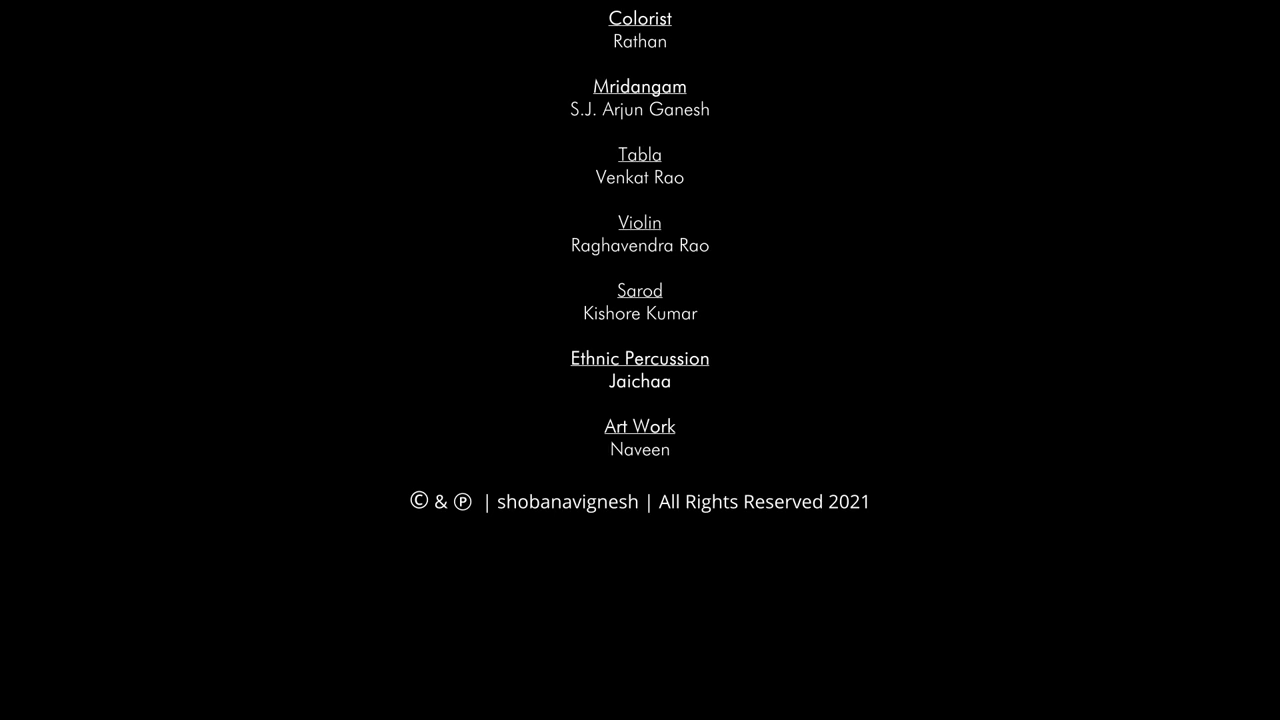 Colorist
Rathan
Mridangam
S.J. Arjun Ganesh
Tabla
Venkat Rao
Violin
Raghavendra Rao
Sarod
Kishore Kumar
Ethnic Percussion
Jaichaa
Art Work
Naveen
© & ℗ | shobanavignesh | All Rights Reserved 2021